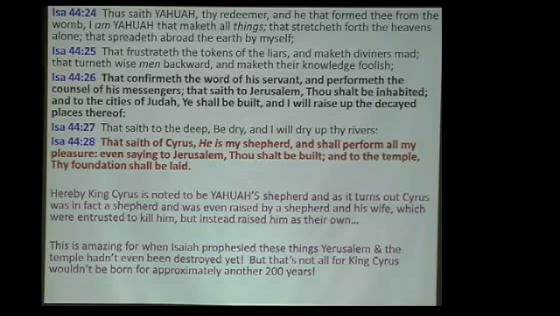 Isa 44:24 Thus saith YAHUAH, thy redeemer, and he that formed thee from the
womb, I am YAHUAH that maketh all things; that stretcheth forth the heavens
alone; that spreadeth abroad the earth by myself;
Isa 44:25 That frustrateth the tokens of the liars, and maketh diviners mad;
that turneth wise men backward, and maketh their knowledge foolish;
Isa 44:26 That confirmeth the word of his servant, and performeth the
counsel of his messengers; that saith to Jerusalem, Thou shalt be inhabited;
and to the cities of Judah, Ye shall be built, and I will raise up the decayed
places thereof:
Isa 44:27 That saith to the deep, Be dry, and I will dry up thy rivers:
Isa 44:28 That saith of Cyrus, He is my shepherd, and shall perform all my
pleasure: even saying to Jerusalem, Thou shalt be built; and to the temple,
Thy foundation shall be laid.
Hereby King Cyrus is noted to be YAHUAH'S shepherd and as it turns out Cyrus
was in fact a shepherd and was even raised by a shepherd and his wife, which
were entrusted to kill him, but instead raised him as their own...
This is amazing for when Isaiah prophesied these things Yerusalem & the
temple hadn't even been destroyed yet! But that's not all for King Cyrus
wouldn't be born for approximately another 200 years!